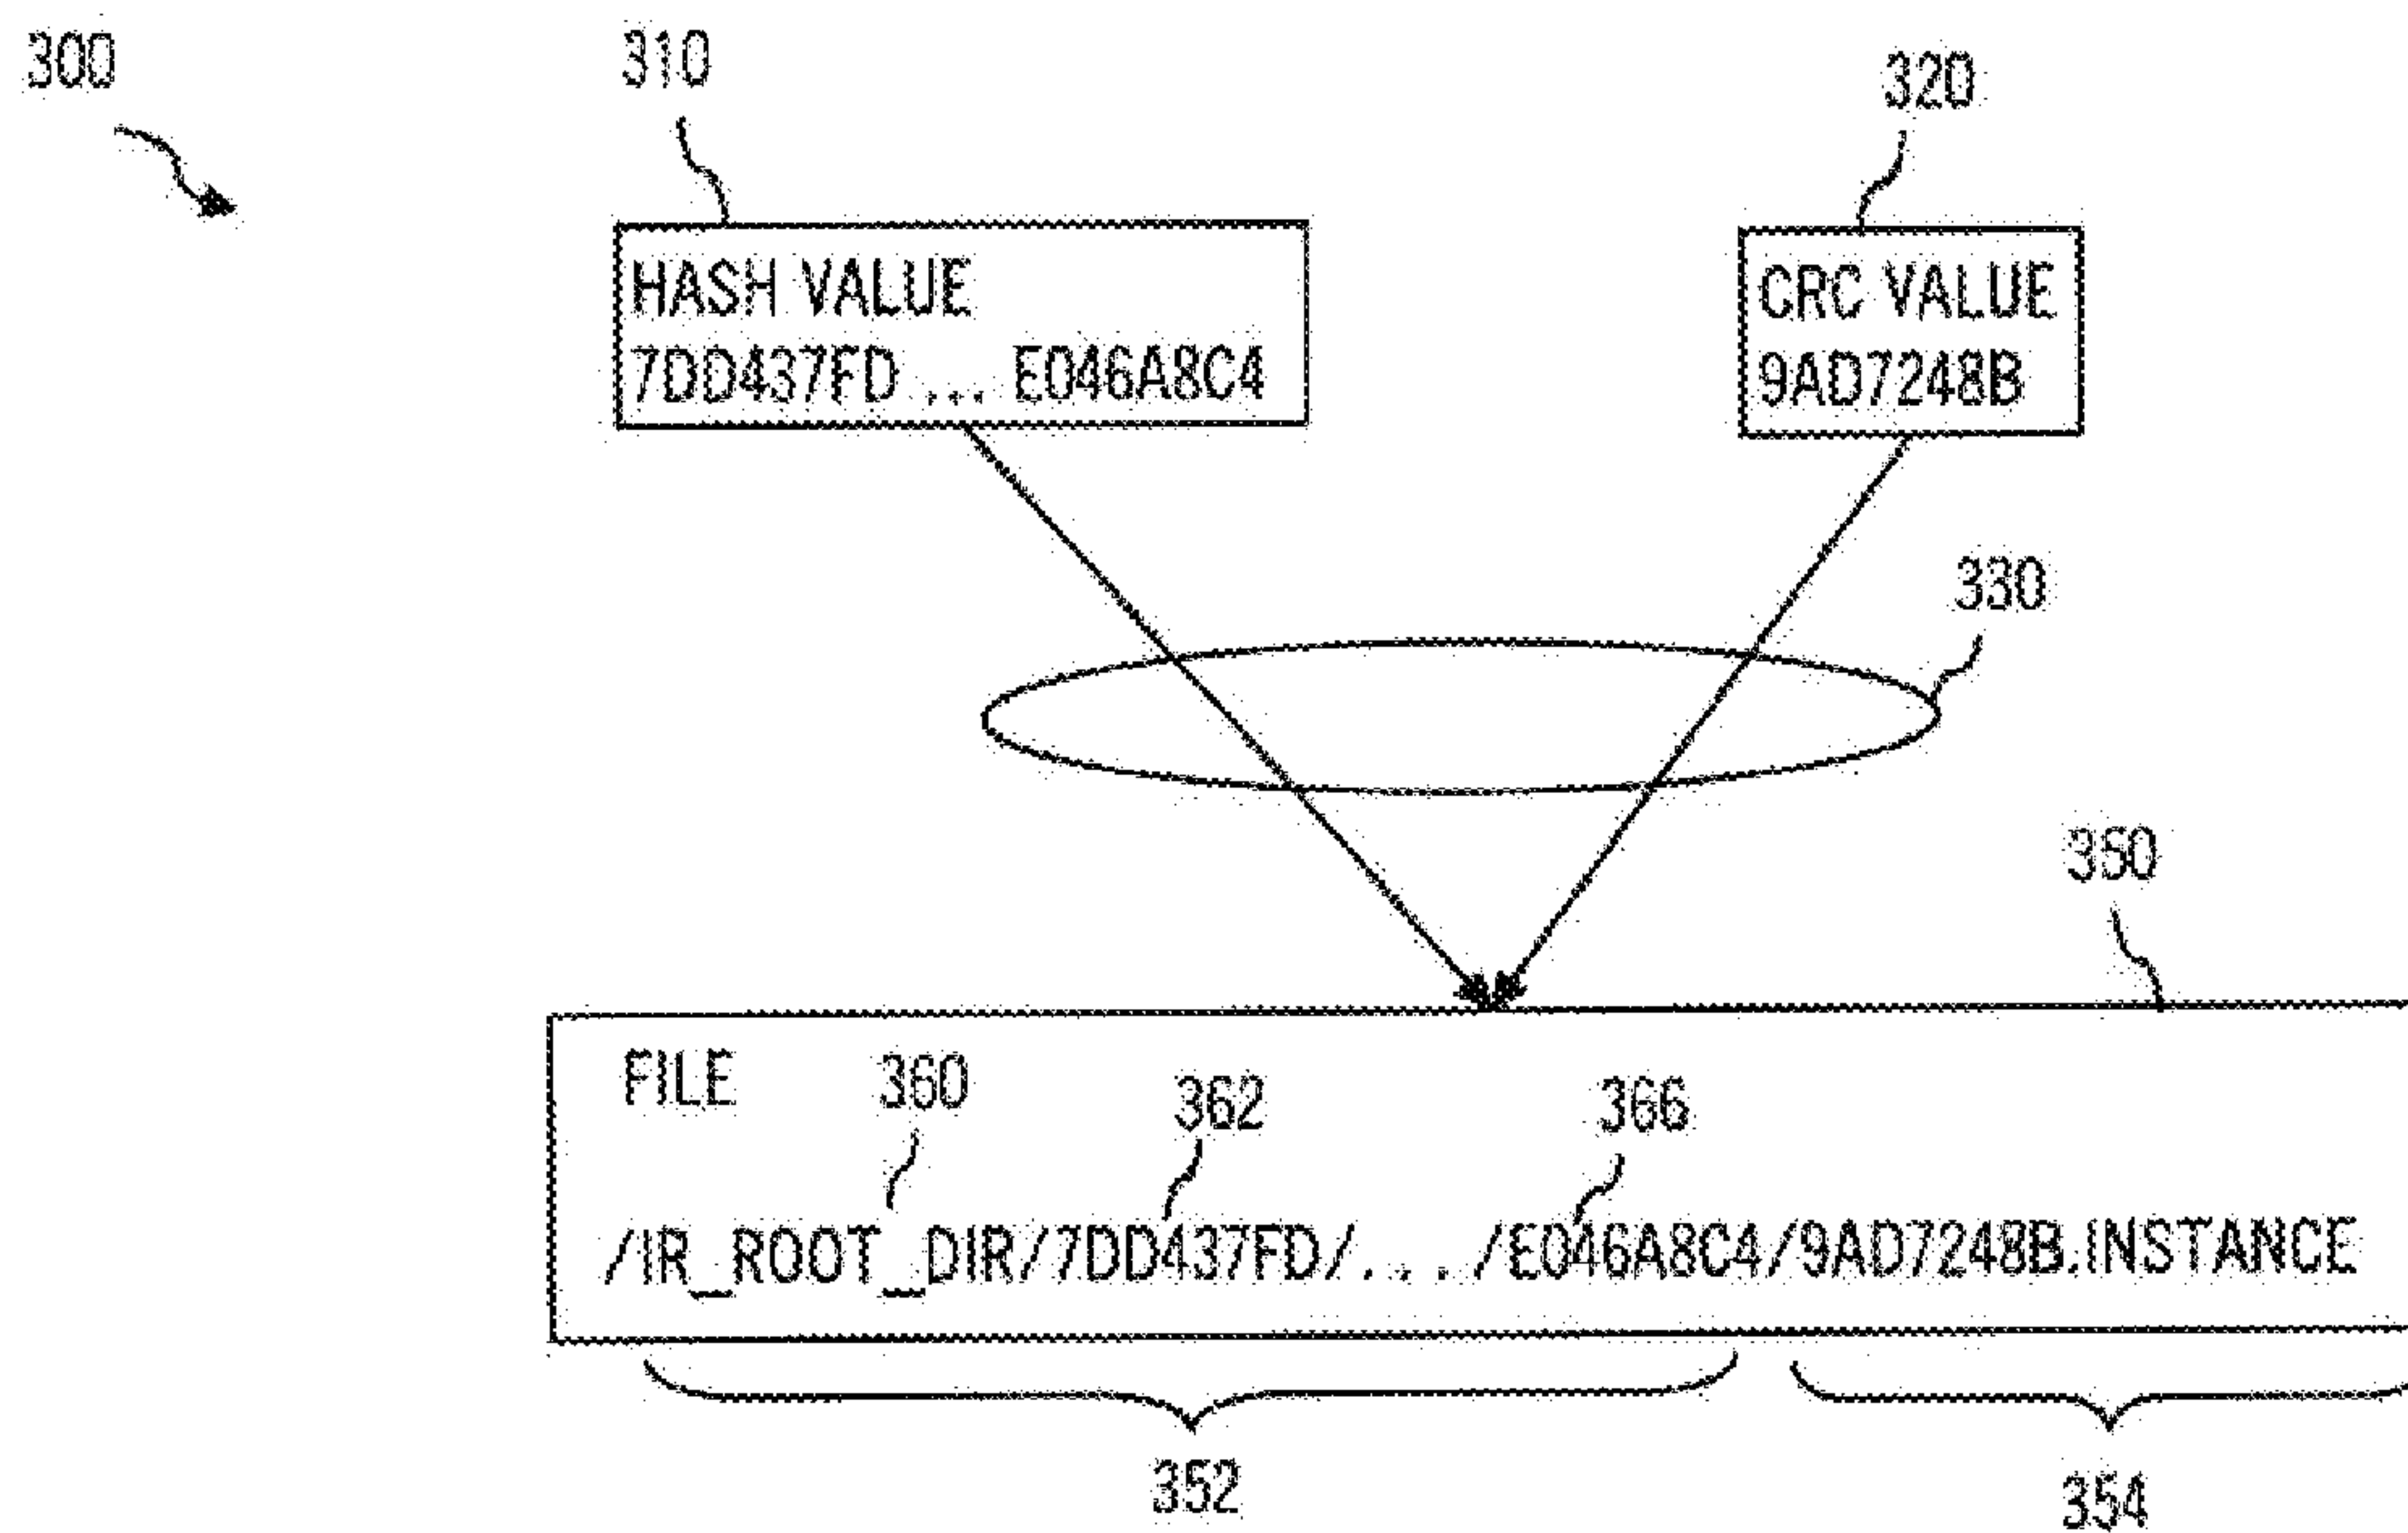 300
310
320
HASH VALUE
7DD437FD ... E046A8C4
CRC VALUE
9AD7248B
330
350
FILE
360
362
366
/IR_ROOT_DIR/7DD437FD/.../E046A8C4/9AD7248B.INSTANCE
352
354